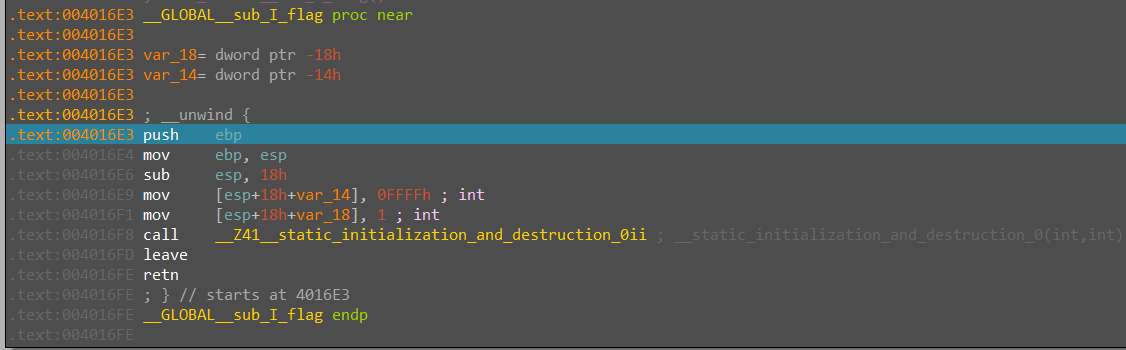 .text:004016E3 __GLOBAL__sub_I_flag proc near
.text:004016E3
.text:004016E3 var_18= dword ptr -18h
.text:004016E3 var_14= dword ptr -14h
.text:004016E3
.text:004016E3 ; __unwind {
.text:004016E3 push ebp
.text:004016E4 mov ebp, esp
.text:004016E6 sub esp, 18h
.text:004016E9 mov [esp+18h+var_14], 0FFFFh ; int
.text:004016F1 mov [esp+18h+var_18], 1 ; int
.text:004016F8 call __Z41__static_initialization_and_destruction_0ii ; __static_initialization_and_destruction_0(int,int)
.text:004016FD leave
.text:004016FE retn
.text:004016FE ; } // starts at 4016E3
.text:004016FE __GLOBAL__sub_I_flag endp
.text:004016FE